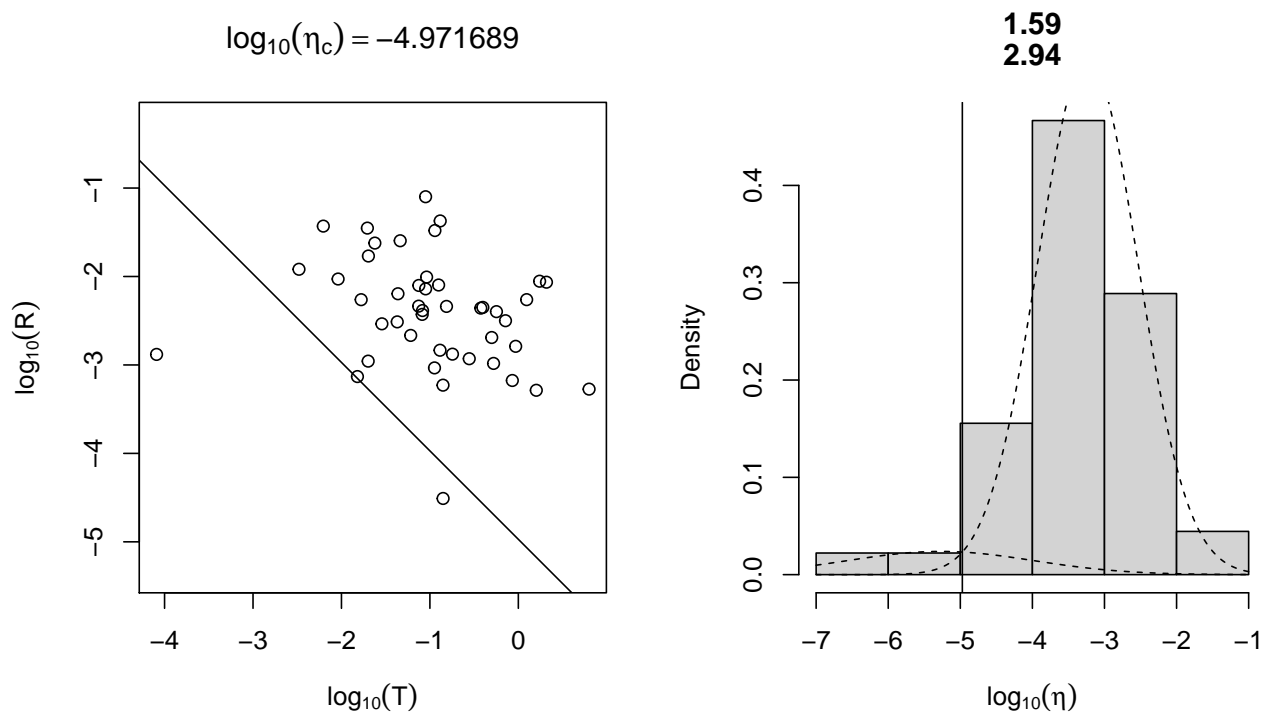 log₁₀(η_c) = −4.971689
log₁₀(R)
−1
−2
−3
−4
−5
−4 −3 −2 −1 0
log₁₀(T)
1.59
2.94
Density
0.4
0.3
0.2
0.1
0.0
−7 −6 −5 −4 −3 −2 −1
log₁₀(η)